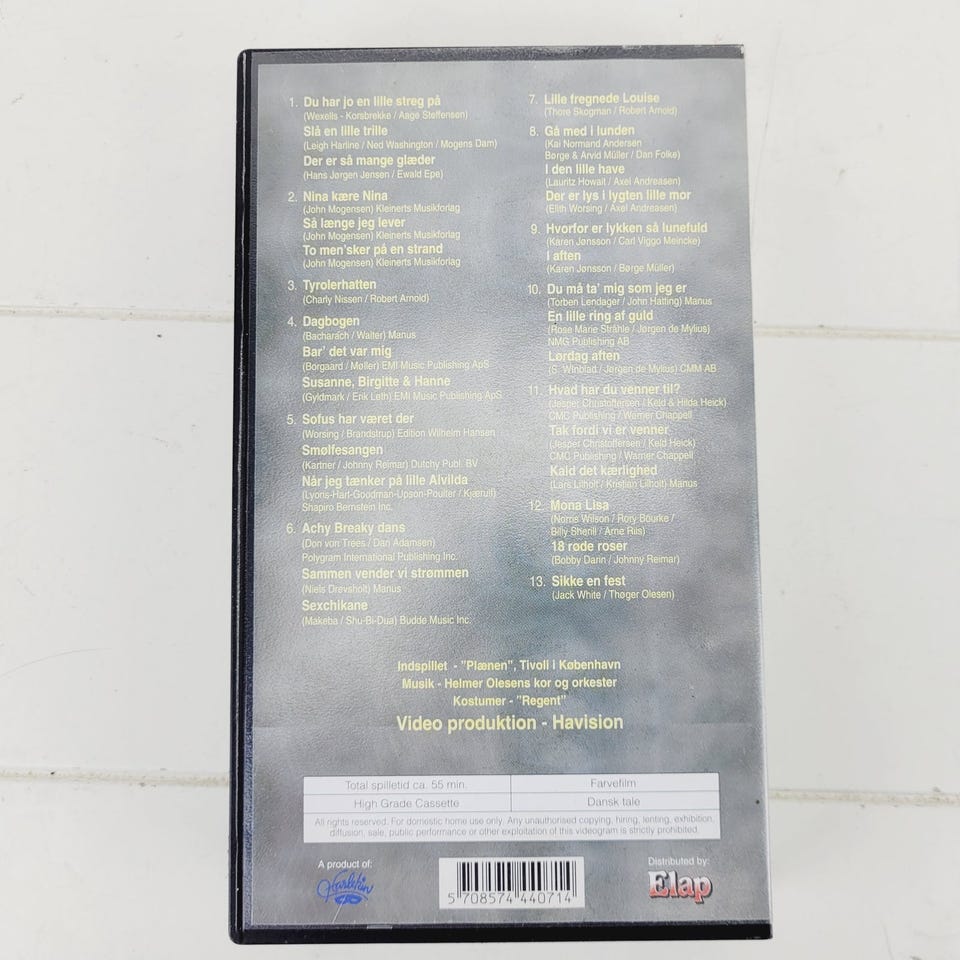 1. Du har jo en lille streg på
(Wexells - Korsbrekke / Aage Steffensen)
Slå en lille trille
(Leigh Harline / Ned Washington / Mogens Dam)
Der er så mange glæder
(Hans Jørgen Jensen / Ewald Epe)
2. Nina kære Nina
(John Mogensen) Kleinerts Musikforlag
Så længe jeg lever
(John Mogensen) Kleinerts Musikforlag
To men'sker på en strand
(John Mogensen) Kleinerts Musikforlag
3. Tyrolerhatten
(Charly Nissen / Robert Arnold)
4. Dagbogen
(Bacharach / Walter) Manus
Bar' det var mig
(Borgaard / Møller) EMI Music Publishing ApS
Susanne, Birgitte & Hanne
(Gyldmark / Erik Leth) EMI Music Publishing ApS
5. Sofus har været der
(Worsing / Brandstrup) Edition Wilhelm Hansen
Smølfesangen
(Kartner / Johnny Reimar) Dutchy Publ. BV
Når jeg tænker på lille Alvilda
(Lyons-Hart-Goodman-Upson-Poulter / Kjærulf)
Shapiro Bernstein Inc.
6. Achy Breaky dans
(Don von Trees / Dan Adamsen)
Polygram International Publishing Inc.
Sammen vender vi strømmen
(Niels Drevsholt) Manus
Sexchikane
(Makeba / Shu-Bi-Dua) Budde Music Inc.
7. Lille fregnede Louise
(Thore Skogman / Robert Arnold)
8. Gå med i lunden
(Kai Normand Andersen
Børge & Arvid Müller / Dan Folke)
I den lille have
(Lauritz Howalt / Axel Andreasen)
Der er lys i lygten lille mor
(Elith Worsing / Axel Andreasen)
9. Hvorfor er lykken så lunefuld
(Karen Jønsson / Carl Viggo Meincke)
I aften
(Karen Jønsson / Børge Müller)
10. Du må ta' mig som jeg er
(Torben Lendager / John Hatting) Manus
En lille ring af guld
(Rose Marie Stråhle / Jørgen de Mylius)
NMG Publishing AB
Lørdag aften
(S. Winblad / Jørgen de Mylius) CMM AB
11. Hvad har du venner til?
(Jesper Christoffersen / Keld & Hilda Heick)
CMC Publishing / Warner Chappell
Tak fordi vi er venner
(Jesper Christoffersen / Keld Heick)
CMC Publishing / Warner Chappell
Kald det kærlighed
(Lars Lilholt / Kristian Lilholt) Manus
12. Mona Lisa
(Norris Wilson / Rory Bourke /
Billy Sherill / Arne Riis)
18 røde roser
(Bobby Darin / Johnny Reimar)
13. Sikke en fest
(Jack White / Thøger Olesen)
Indspillet - "Plænen", Tivoli i København
Musik - Helmer Olesens kor og orkester
Kostumer - "Regent"
Video produktion - Havision
Total spilletid ca. 55 min.
Farvefilm
High Grade Cassette
Dansk tale
All rights reserved. For domestic home use only. Any unauthorised copying, hiring, lenting, exhibition,
diffusion, sale, public performance or other exploitation of this videogram is strictly prohibited.
A product of:
Harlekin
5 708574 440714
Distributed by:
Elap